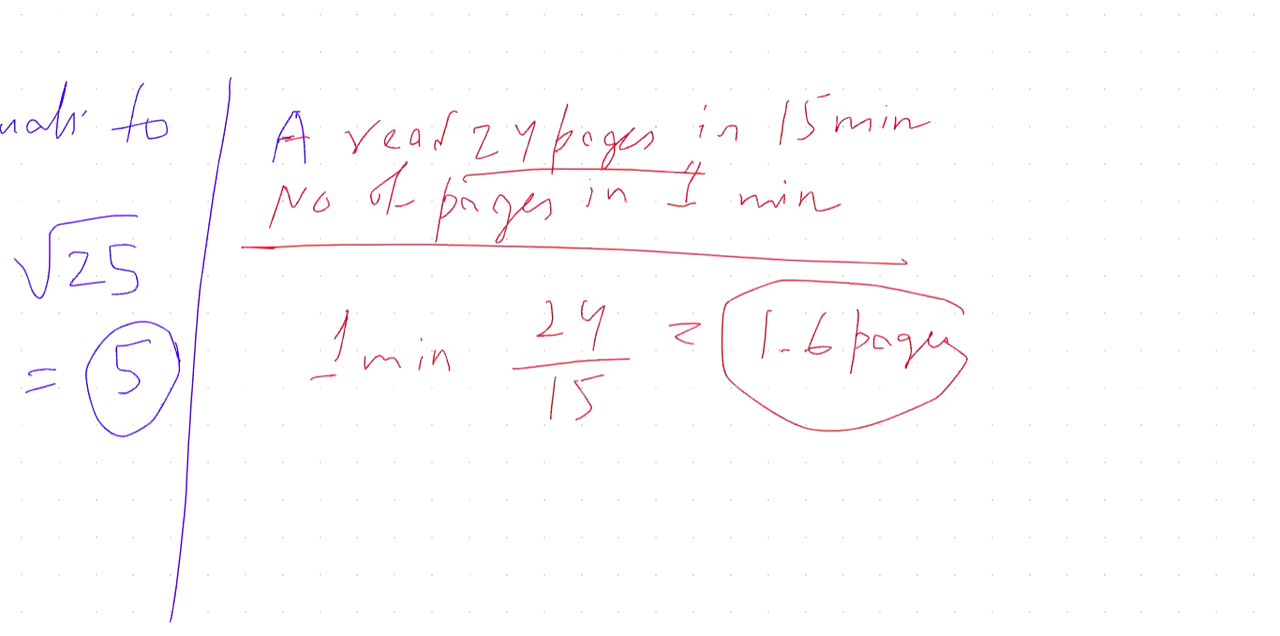 to
√25
= 5
A read 24 pages in 15 min
No of pages in 1 min
1 min 24/15 = 1.6 pages